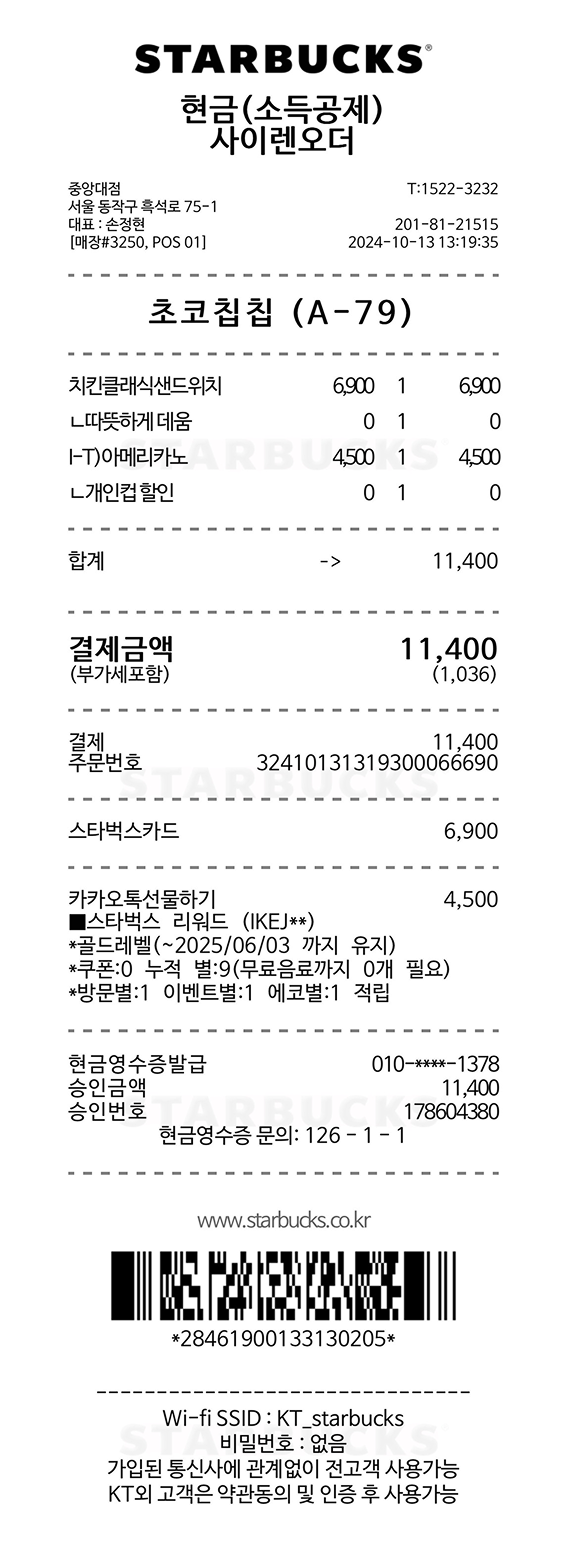 STARBUCKS®
현금(소득공제)
사이렌오더
중앙대점 T:1522-3232
서울 동작구 흑석로 75-1
대표 : 손정현 201-81-21515
[매장#3250, POS 01] 2024-10-13 13:19:35
초코칩칩 (A-79)
치킨클래식샌드위치 6,900 1 6,900
ㄴ따뜻하게 데움 0 1 0
I-T)아메리카노 4,500 1 4,500
ㄴ개인컵 할인 0 1 0
합계 -> 11,400
결제금액 11,400
(부가세포함) (1,036)
결제 11,400
주문번호 32410131319300066690
스타벅스카드 6,900
카카오톡선물하기 4,500
■스타벅스 리워드 (IKEJ**)
*골드레벨(~2025/06/03 까지 유지)
*쿠폰:0 누적 별:9(무료음료까지 0개 필요)
*방문별:1 이벤트별:1 에코별:1 적립
현금영수증발급 010-****-1378
승인금액 11,400
승인번호 178604380
현금영수증 문의: 126 - 1 - 1
www.starbucks.co.kr
*28461900133130205*
Wi-fi SSID : KT_starbucks
비밀번호 : 없음
가입된 통신사에 관계없이 전고객 사용가능
KT외 고객은 약관동의 및 인증 후 사용가능